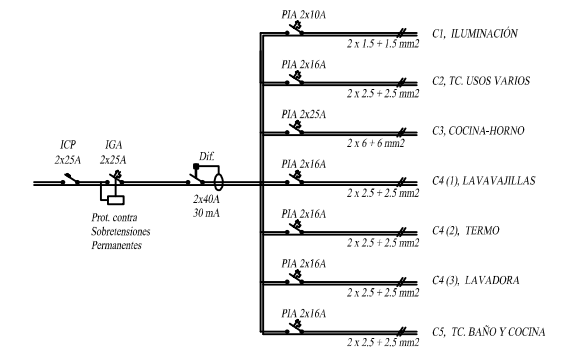 ICP
2x25A
IGA
2x25A
Prot. contra
Sobretensiones
Permanentes
Dif.
2x40A
30 mA
PIA 2x10A
2 x 1.5 + 1.5 mm2
C1, ILUMINACIÓN
PIA 2x16A
2 x 2.5 + 2.5 mm2
C2, TC. USOS VARIOS
PIA 2x25A
2 x 6 + 6 mm2
C3, COCINA-HORNO
PIA 2x16A
2 x 2.5 + 2.5 mm2
C4 (1), LAVAVAJILLAS
PIA 2x16A
2 x 2.5 + 2.5 mm2
C4 (2), TERMO
PIA 2x16A
2 x 2.5 + 2.5 mm2
C4 (3), LAVADORA
PIA 2x16A
2 x 2.5 + 2.5 mm2
C5, TC. BAÑO Y COCINA